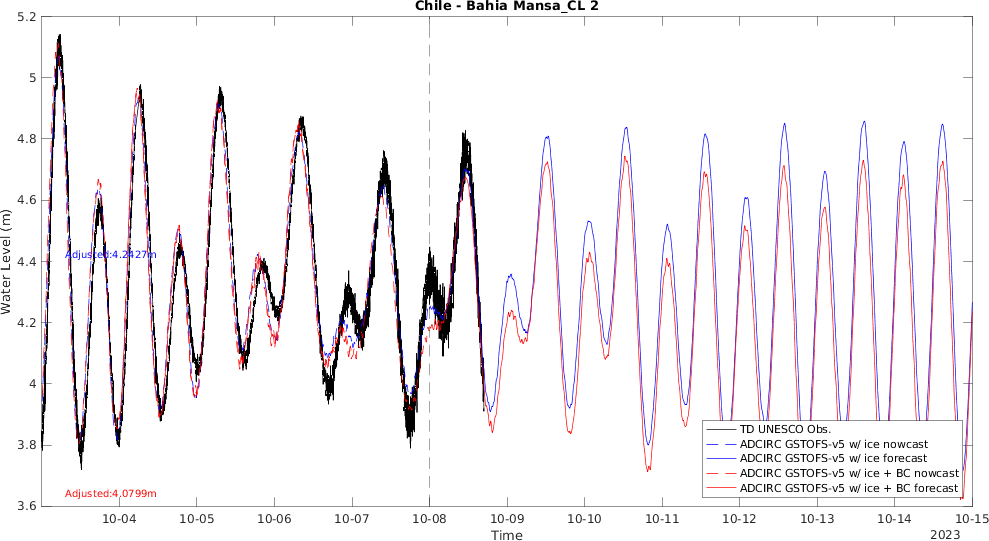 Chile - Bahia Mansa_CL 2
5.2
5
4.8
4.6
4.4
4.2
4
3.8
3.6
Water Level (m)
Adjusted:4.2427m
Adjusted:4.0799m
TD UNESCO Obs.
ADCIRC GSTOFS-v5 w/ ice nowcast
ADCIRC GSTOFS-v5 w/ ice forecast
ADCIRC GSTOFS-v5 w/ ice + BC nowcast
ADCIRC GSTOFS-v5 w/ ice + BC forecast
10-04 10-05 10-06 10-07 10-08 10-09 10-10 10-11 10-12 10-13 10-14 10-15
Time
2023